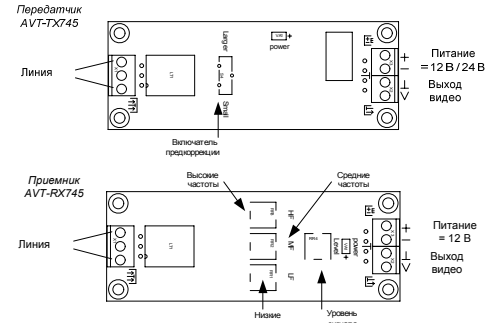 Передатчик
AVT-TX745
Линия
Larger
Small
power
Питание
= 12 В / 24 В
Выход
видео
Включатель
предкоррекции
Приемник
AVT-RX745
Высокие
частоты
Средние
частоты
Линия
HF
MF
LF
Level
power
Питание
= 12 В
Выход
видео
Низкие
Уровень